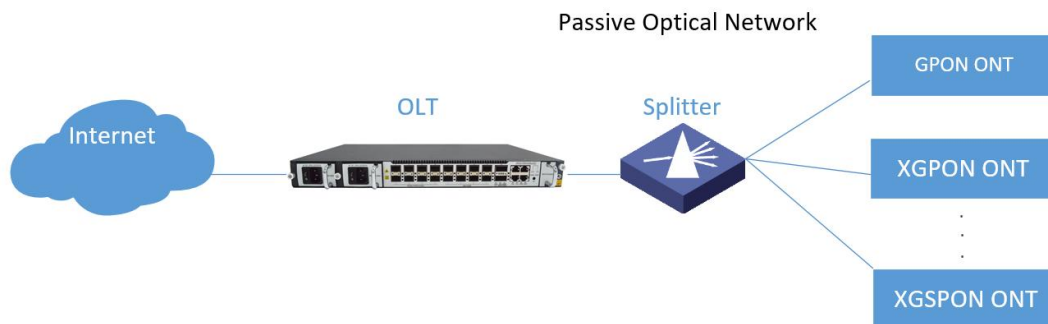 Passive Optical Network
Internet
OLT
Splitter
GPON ONT
XGPON ONT
XGSPON ONT